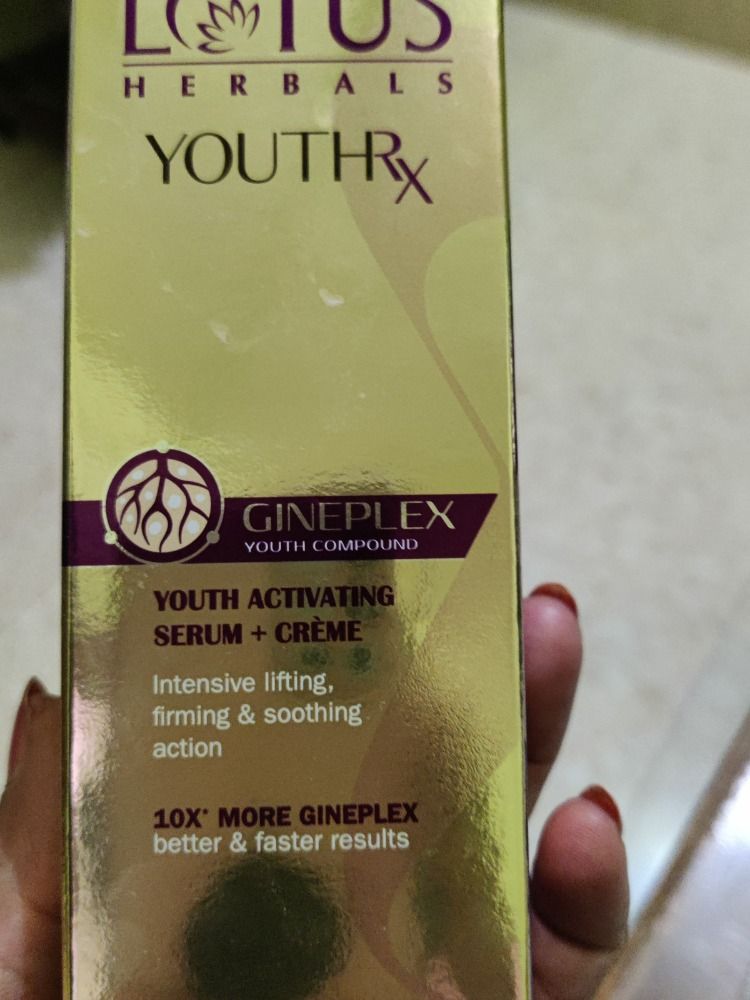 LOTUS
HERBALS
YOUTHRX
GINEPLEX
YOUTH COMPOUND
YOUTH ACTIVATING
SERUM + CRÈME
Intensive lifting,
firming & soothing
action
10X* MORE GINEPLEX
better & faster results